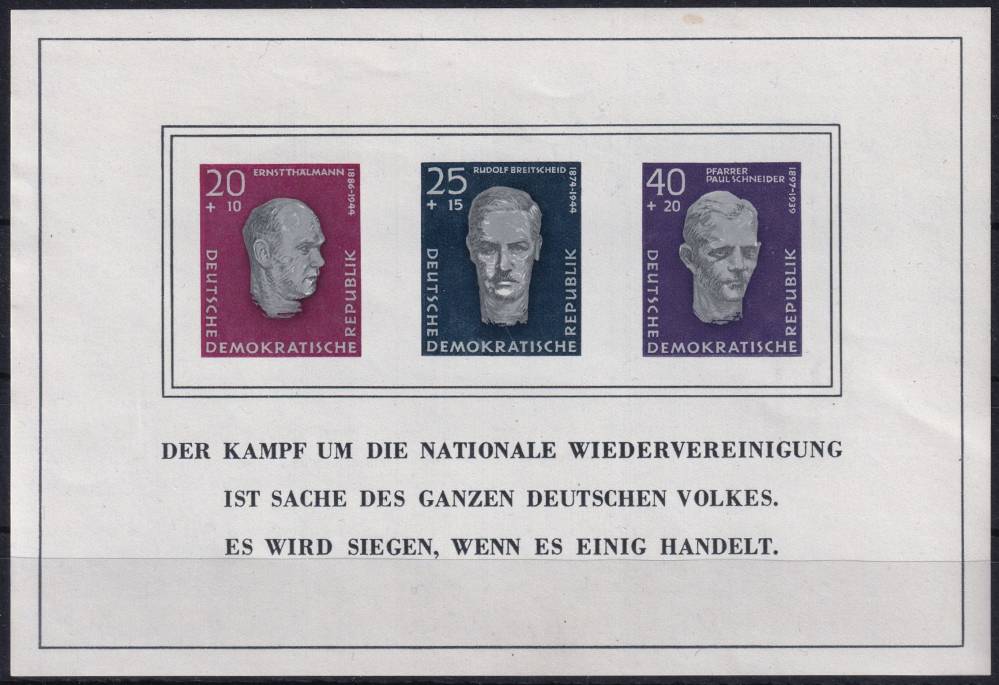 20
+ 10
ERNST THÄLMANN
1886-1944
DEUTSCHE
REPUBLIK
DEMOKRATISCHE
25
+ 15
RUDOLF BREITSCHEID
1874-1944
DEUTSCHE
REPUBLIK
DEMOKRATISCHE
40
+ 20
PFARRER
PAUL SCHNEIDER
1897-1939
DEUTSCHE
REPUBLIK
DEMOKRATISCHE
DER KAMPF UM DIE NATIONALE WIEDERVEREINIGUNG
IST SACHE DES GANZEN DEUTSCHEN VOLKES.
ES WIRD SIEGEN, WENN ES EINIG HANDELT.